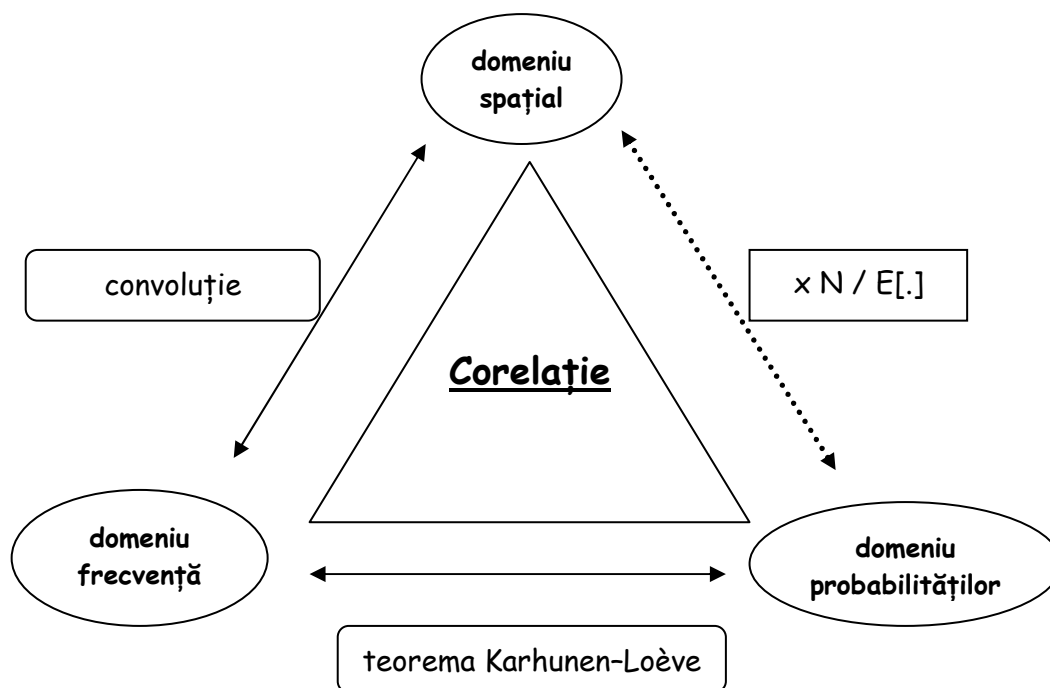 domeniu
spațial
convoluție
x N / E[.]
Corelație
domeniu
frecvență
domeniu
probabilităților
teorema Karhunen–Loève